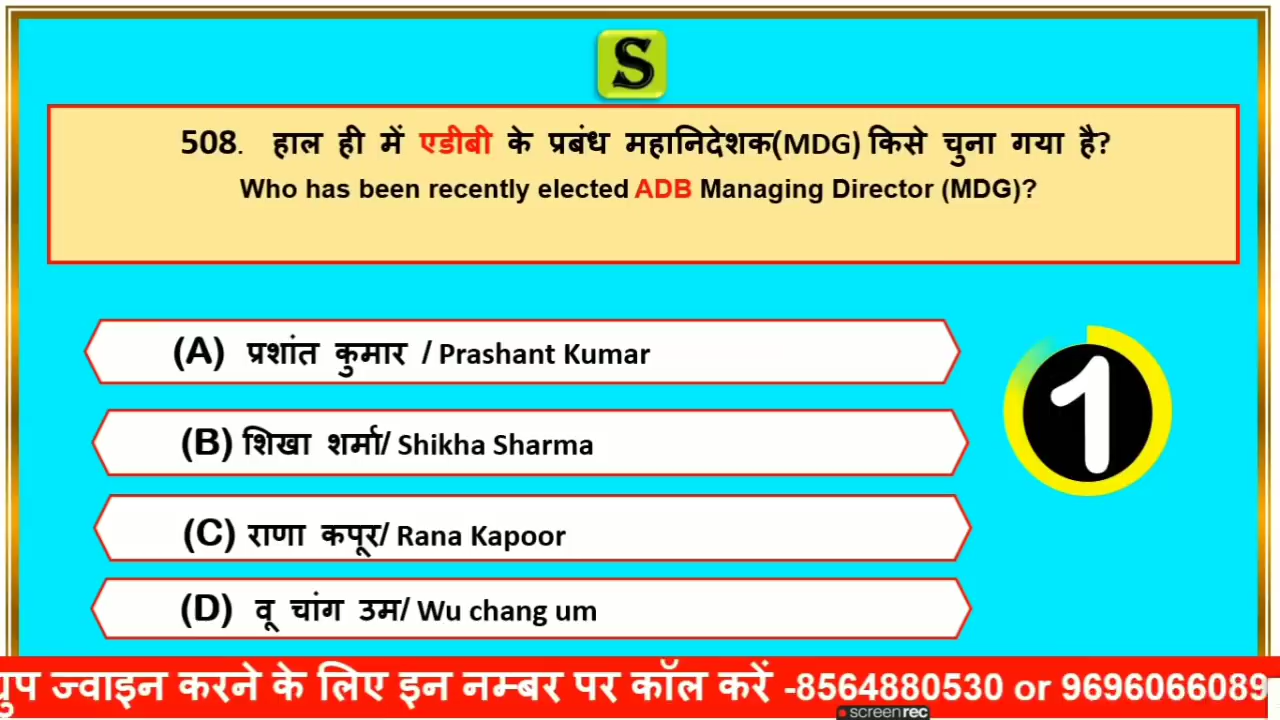 S
508. हाल ही में एडीबी के प्रबंध महानिदेशक(MDG) किसे चुना गया है?
Who has been recently elected ADB Managing Director (MDG)?
(A) प्रशांत कुमार / Prashant Kumar
(B) शिखा शर्मा/ Shikha Sharma
1
(C) राणा कपूर/ Rana Kapoor
(D) वू चांग उम/ Wu chang um
ज्वाइन करने के लिए इन नम्बर पर कॉल करें -8564880530 or 9696066089
screenrec